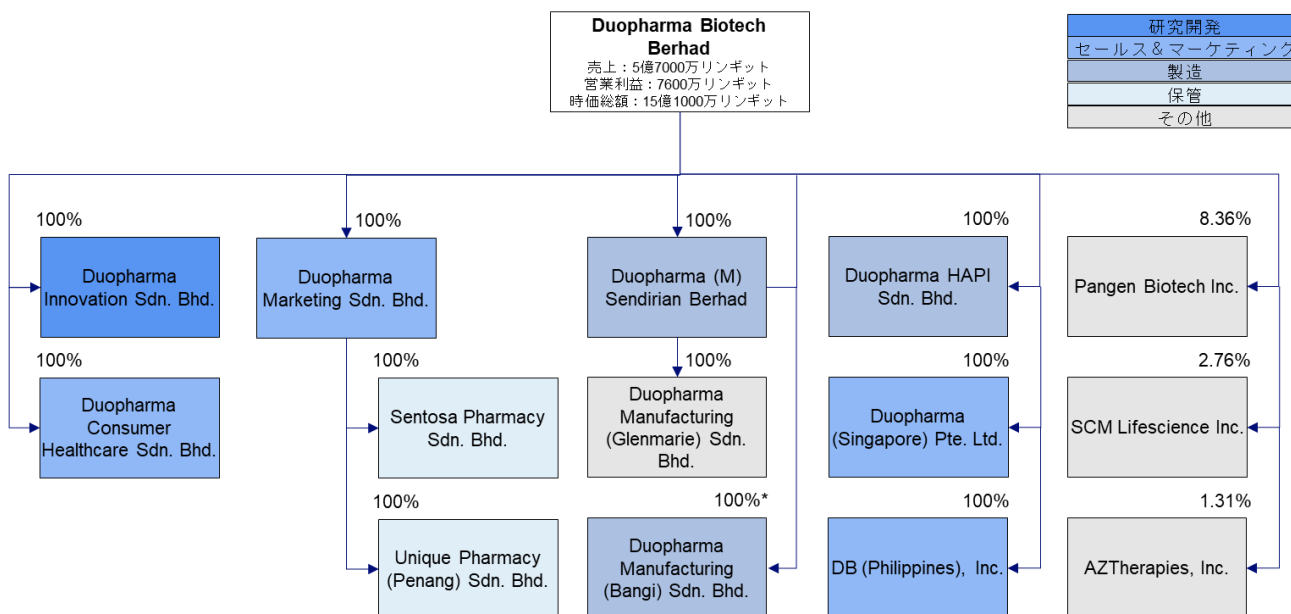 Duopharma Biotech
Berhad
売上：5億7000万リンギット
営業利益：7600万リンギット
時価総額：15億1000万リンギット
研究開発
セールス＆マーケティング
製造
保管
その他
100%
Duopharma
Innovation Sdn. Bhd.
100%
Duopharma
Marketing Sdn. Bhd.
100%
Duopharma (M)
Sendirian Berhad
100%
Duopharma HAPI
Sdn. Bhd.
8.36%
Pangen Biotech Inc.
100%
Duopharma
Consumer
Healthcare Sdn. Bhd.
100%
Sentosa Pharmacy
Sdn. Bhd.
100%
Duopharma
Manufacturing
(Glenmarie) Sdn.
Bhd.
100%
Duopharma
(Singapore) Pte. Ltd.
2.76%
SCM Lifescience Inc.
100%
Unique Pharmacy
(Penang) Sdn. Bhd.
100%*
Duopharma
Manufacturing
(Bangi) Sdn. Bhd.
100%
DB (Philippines), Inc.
1.31%
AZTherapies, Inc.